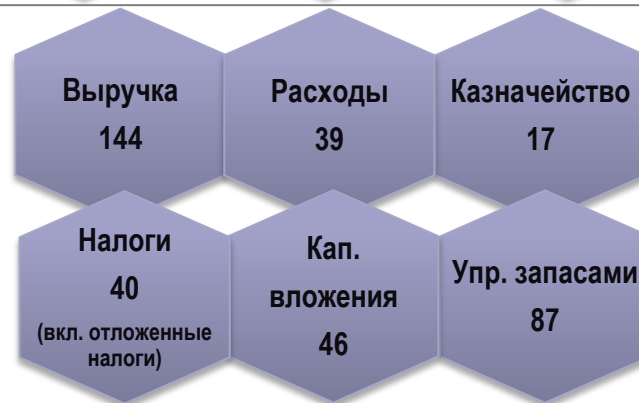 Выручка
144
Расходы
39
Казначейство
17
Налоги
40
(вкл. отложенные
налоги)
Кап.
вложения
46
Упр. запасами
87